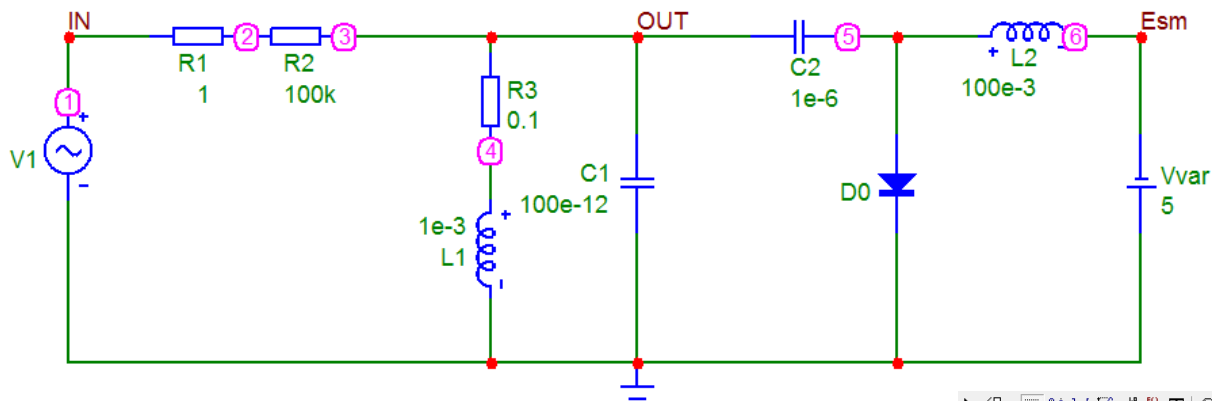 IN
OUT
Esm
2
3
5
6
R1
1
R2
100k
C2
1e-6
L2
100e-3
+
-
1
+
V1
-
R3
0.1
4
C1
100e-12
D0
Vvar
5
1e-3
L1
+
-